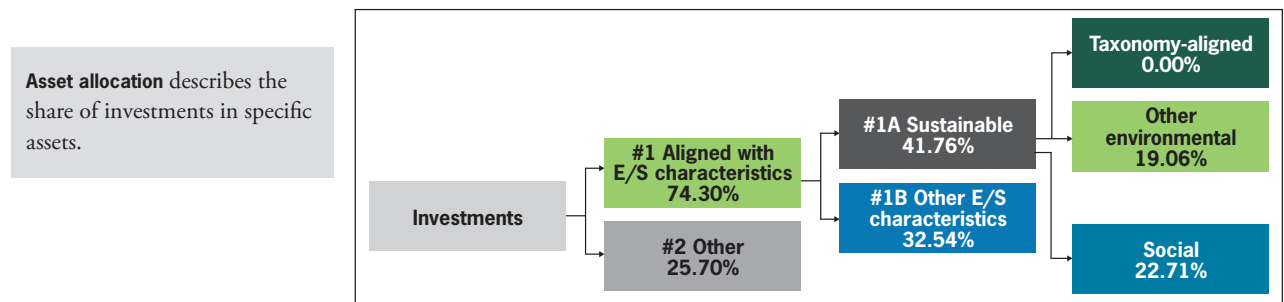 Asset allocation describes the
share of investments in specific
assets.
Investments
#1 Aligned with
E/S characteristics
74.30%
#2 Other
25.70%
#1A Sustainable
41.76%
#1B Other E/S
characteristics
32.54%
Taxonomy-aligned
0.00%
Other
environmental
19.06%
Social
22.71%